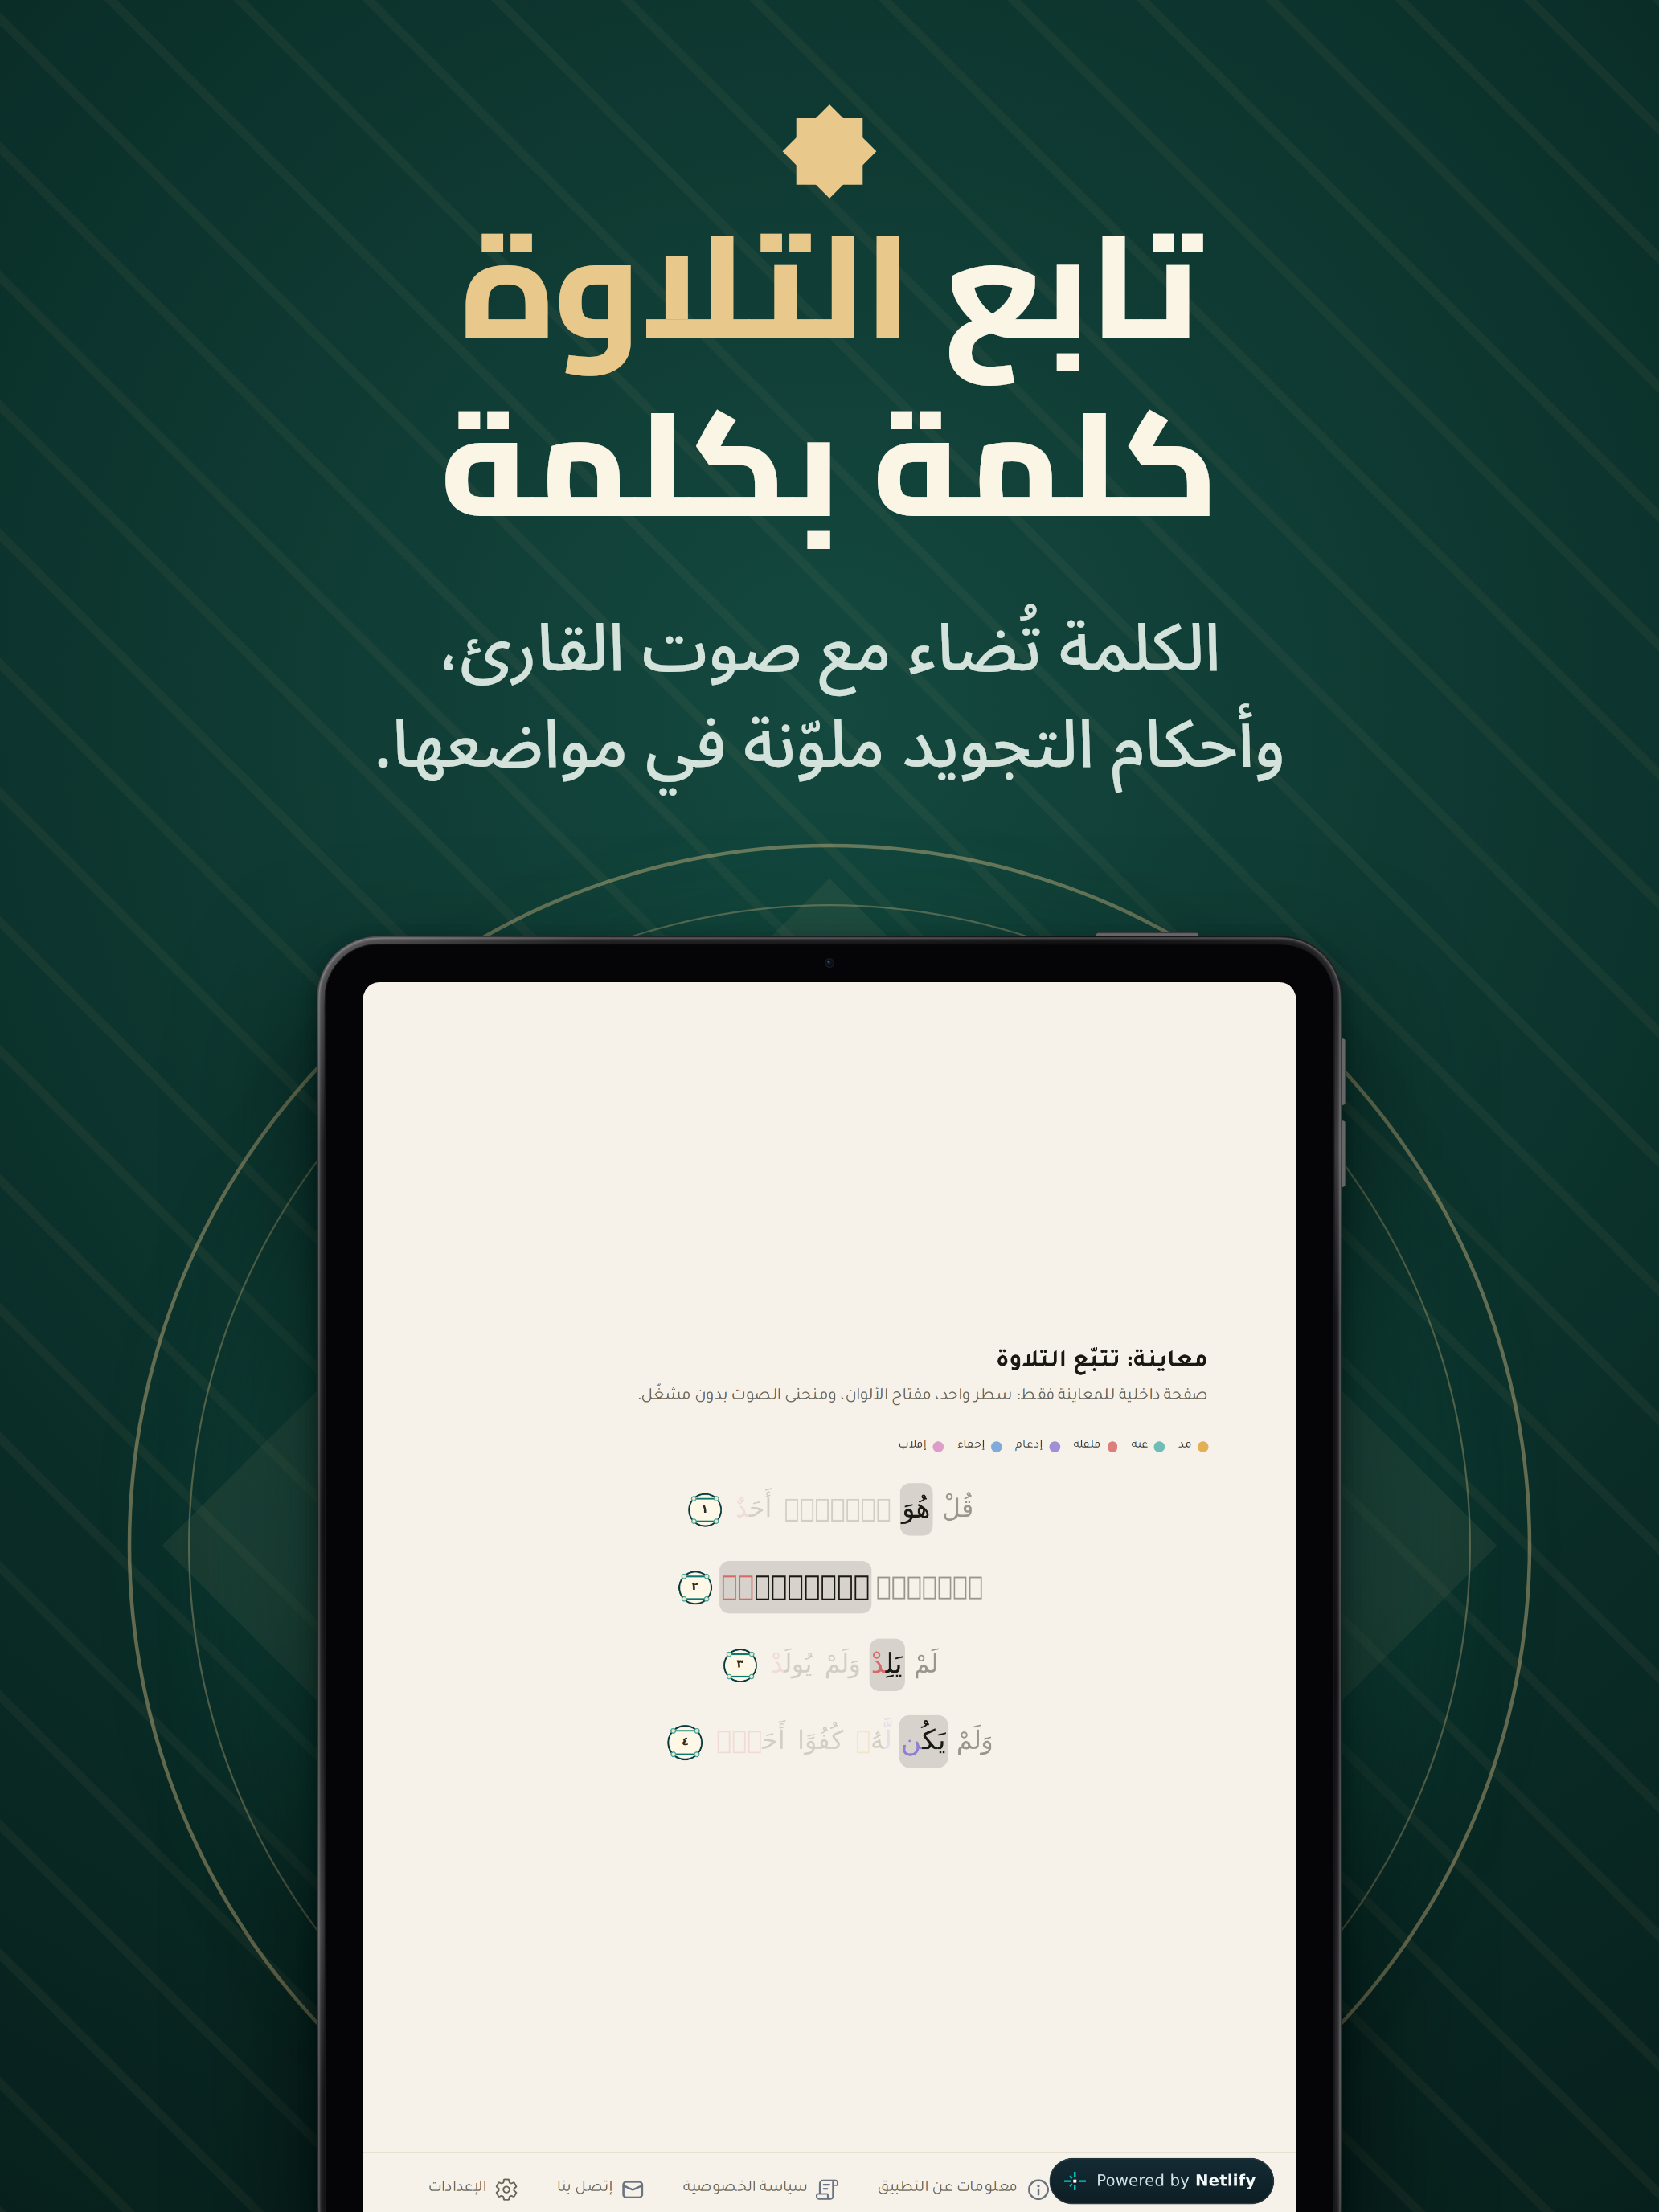 تابع التلاوة
كلمة بكلمة
الكلمة تُضاء مع صوت القارئ،
وأحكام التجويد ملوّنة في مواضعها.
معاينة: تتبّع التلاوة
صفحة داخلية للمعاينة فقط: سطر واحد، مفتاح الألوان، ومنحنى الصوت بدون مشغّل.
مد غنة قلقلة إدغام إخفاء إقلاب
قُلْ هُوَ أَحَدٌ ١
٢
لَمْ يَلِدْ وَلَمْ يُولَدْ ٣
وَلَمْ يَكُن لَّهُ كُفُوًا ٤
Powered by Netlify
معلومات عن التطبيق سياسة الخصوصية إتصل بنا الإعدادات